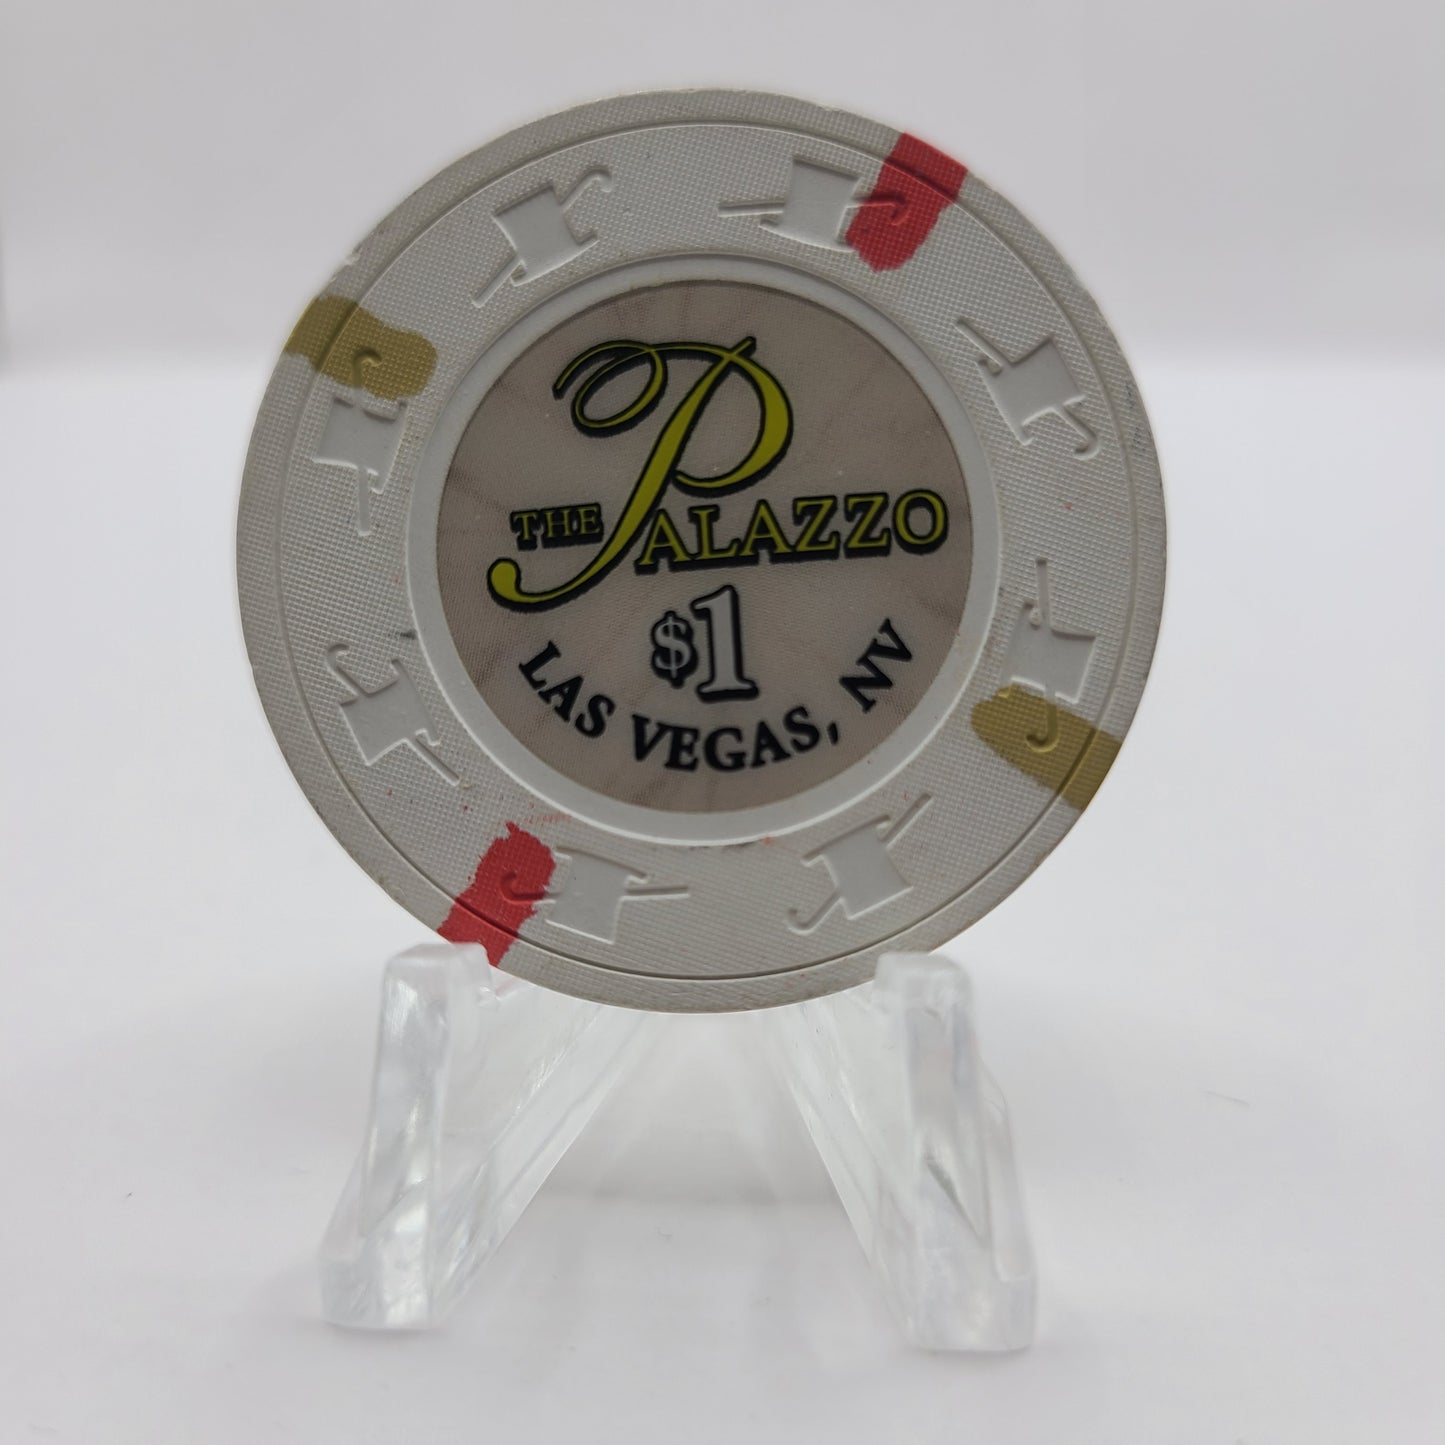 THE PALAZZO
$1
LAS VEGAS, NV